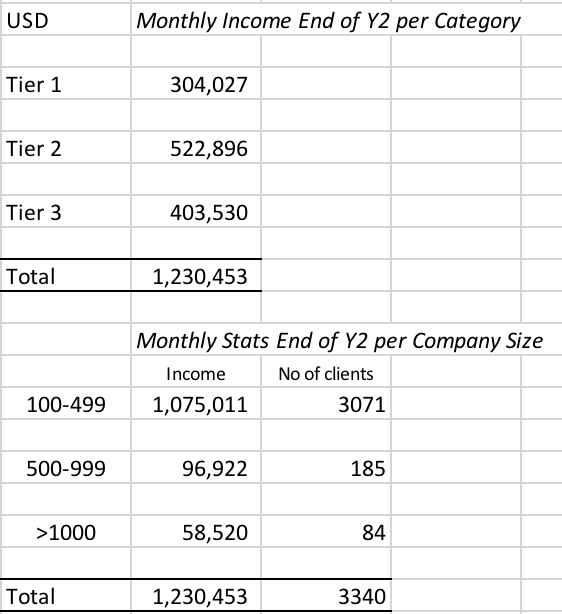 USD Monthly Income End of Y2 per Category
Tier 1 304,027
Tier 2 522,896
Tier 3 403,530
Total 1,230,453
Monthly Stats End of Y2 per Company Size
Income No of clients
100-499 1,075,011 3071
500-999 96,922 185
>1000 58,520 84
Total 1,230,453 3340